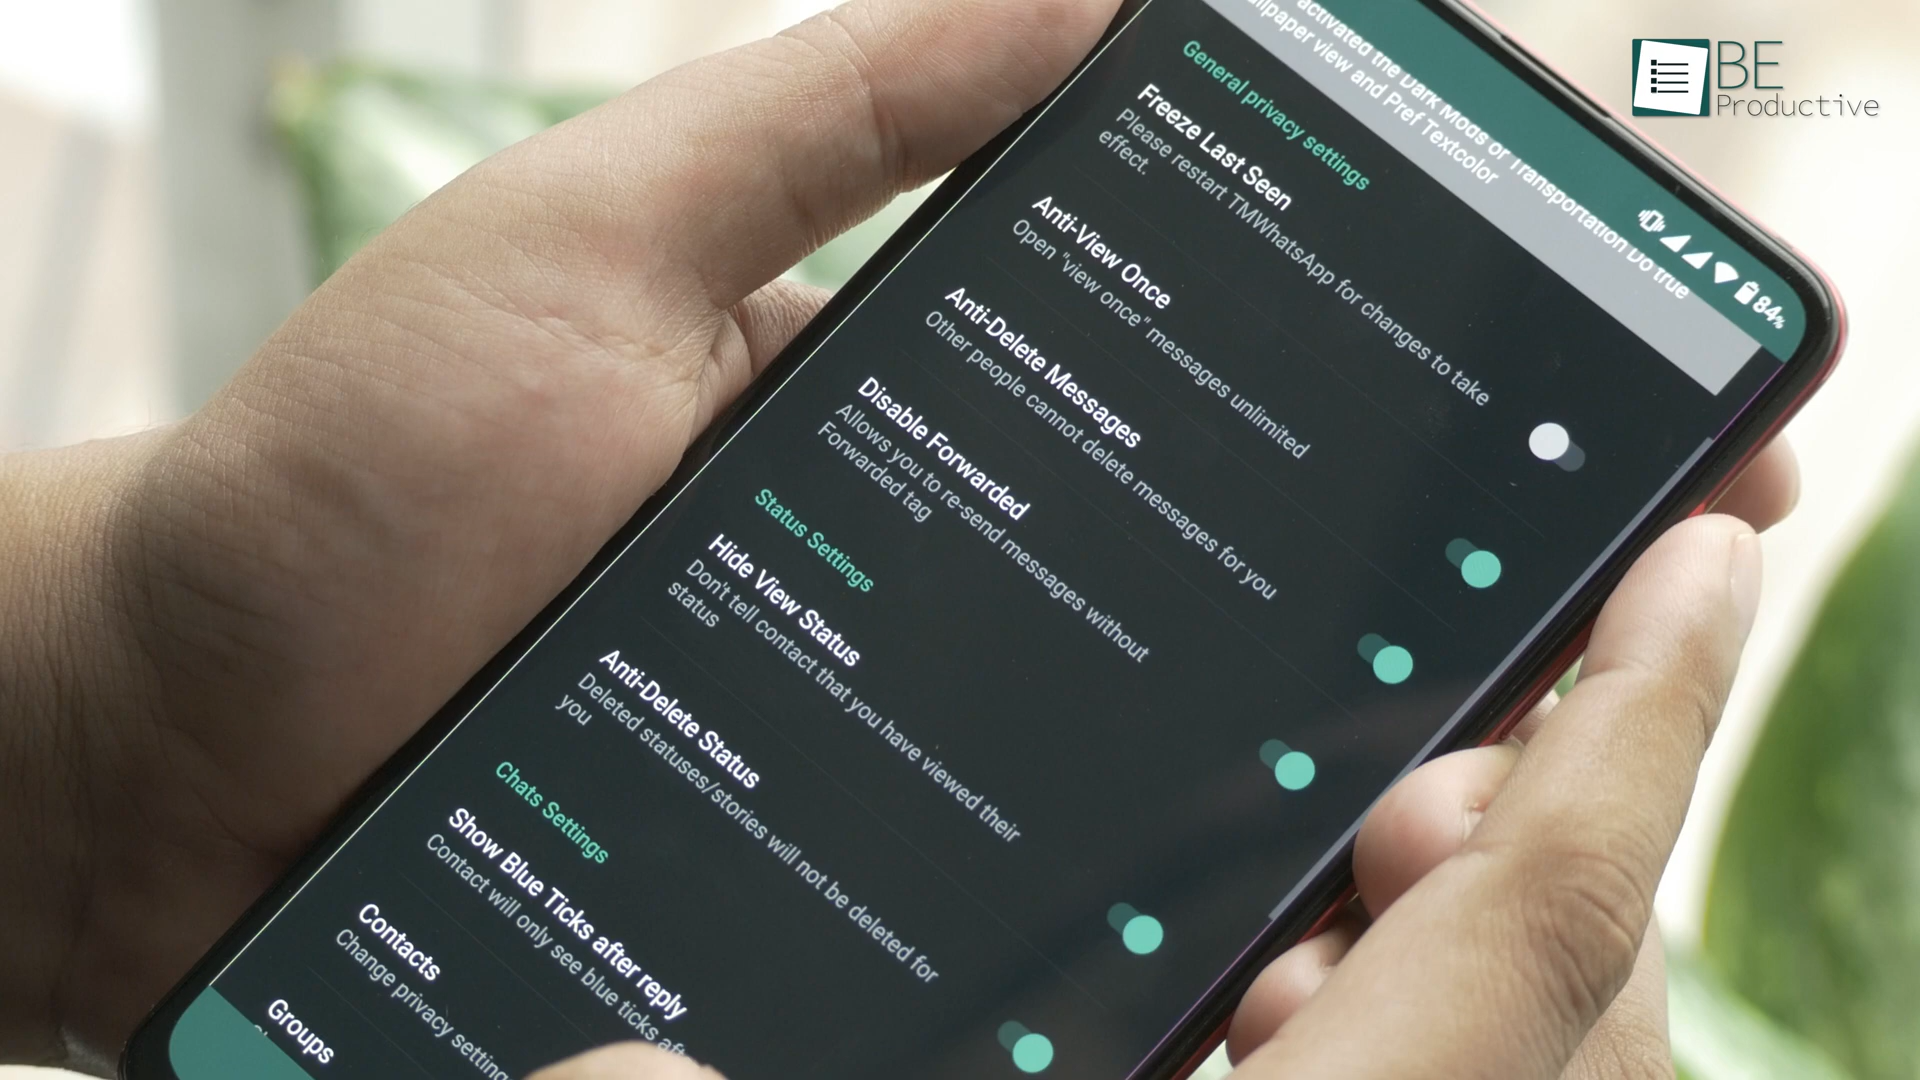 BE
Productive
activated the Dark Mods or Transportation Do true
wallpaper view and Pref Textcolor
84%
General privacy settings
Freeze Last Seen
Please restart TMWhatsApp for changes to take
effect.
Anti-View Once
Open "view once" messages unlimited
Anti-Delete Messages
Other people cannot delete messages for you
Disable Forwarded
Allows you to re-send messages without
Forwarded tag
Status Settings
Hide View Status
Don't tell contact that you have viewed their
status
Anti-Delete Status
Deleted statuses/stories will not be deleted for
you
Chats Settings
Show Blue Ticks after reply
Contact will only see blue ticks
Contacts
Change privacy setting
Groups